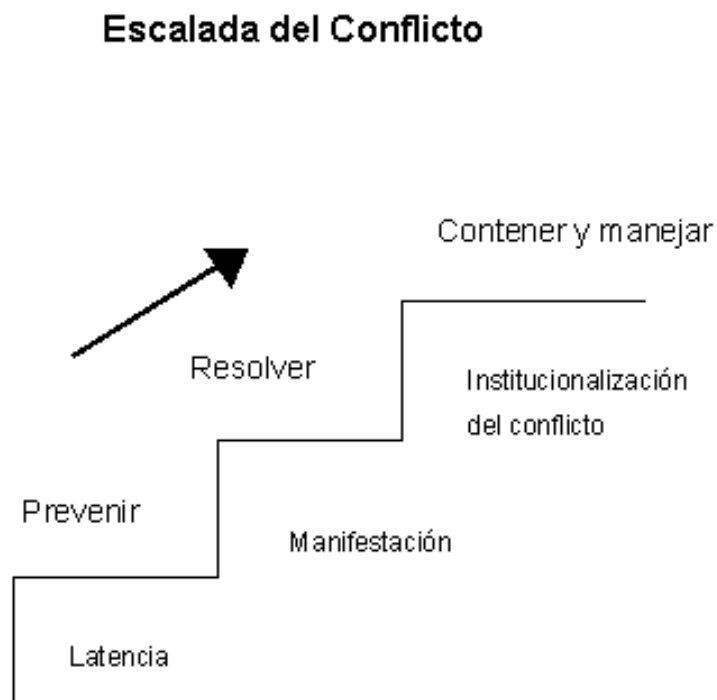 Escalada del Conflicto
Contener y manejar
Resolver
Institucionalización
del conflicto
Prevenir
Manifestación
Latencia